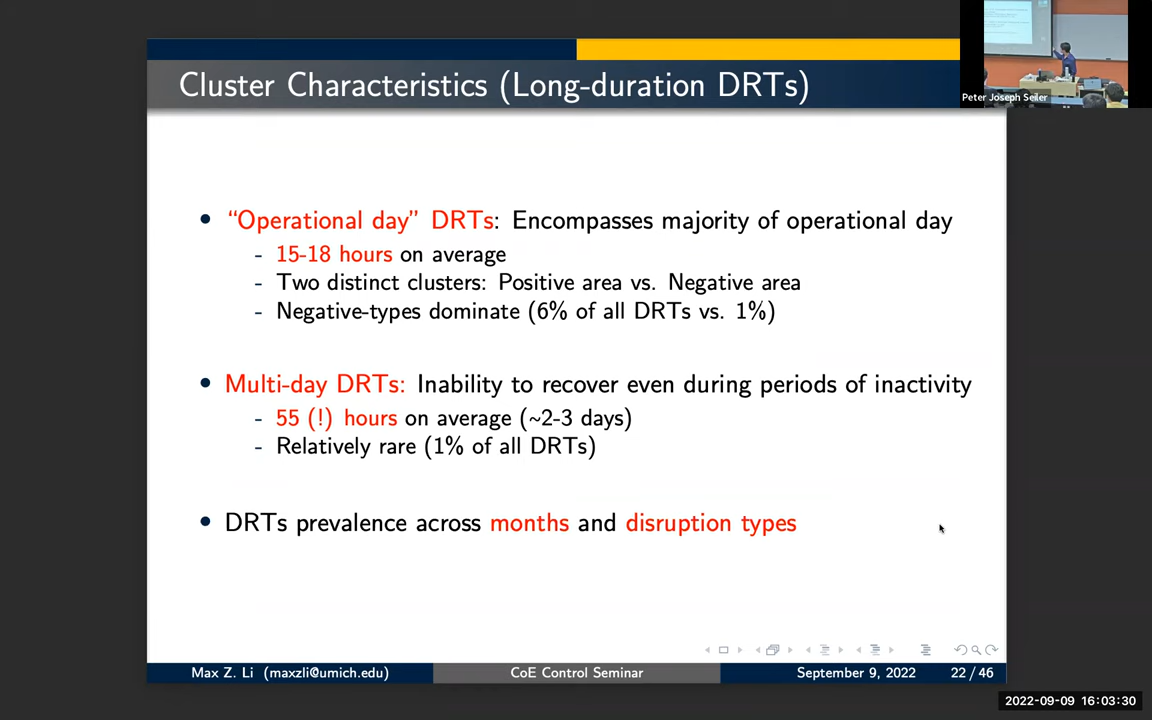 Cluster Characteristics (Long-duration DRTs)
Peter Joseph Seiler
• “Operational day” DRTs: Encompasses majority of operational day
- 15-18 hours on average
- Two distinct clusters: Positive area vs. Negative area
- Negative-types dominate (6% of all DRTs vs. 1%)
• Multi-day DRTs: Inability to recover even during periods of inactivity
- 55 (!) hours on average (~2-3 days)
- Relatively rare (1% of all DRTs)
• DRTs prevalence across months and disruption types
Max Z. Li (maxzli@umich.edu) CoE Control Seminar September 9, 2022 22 / 46
2022-09-09 16:03:30